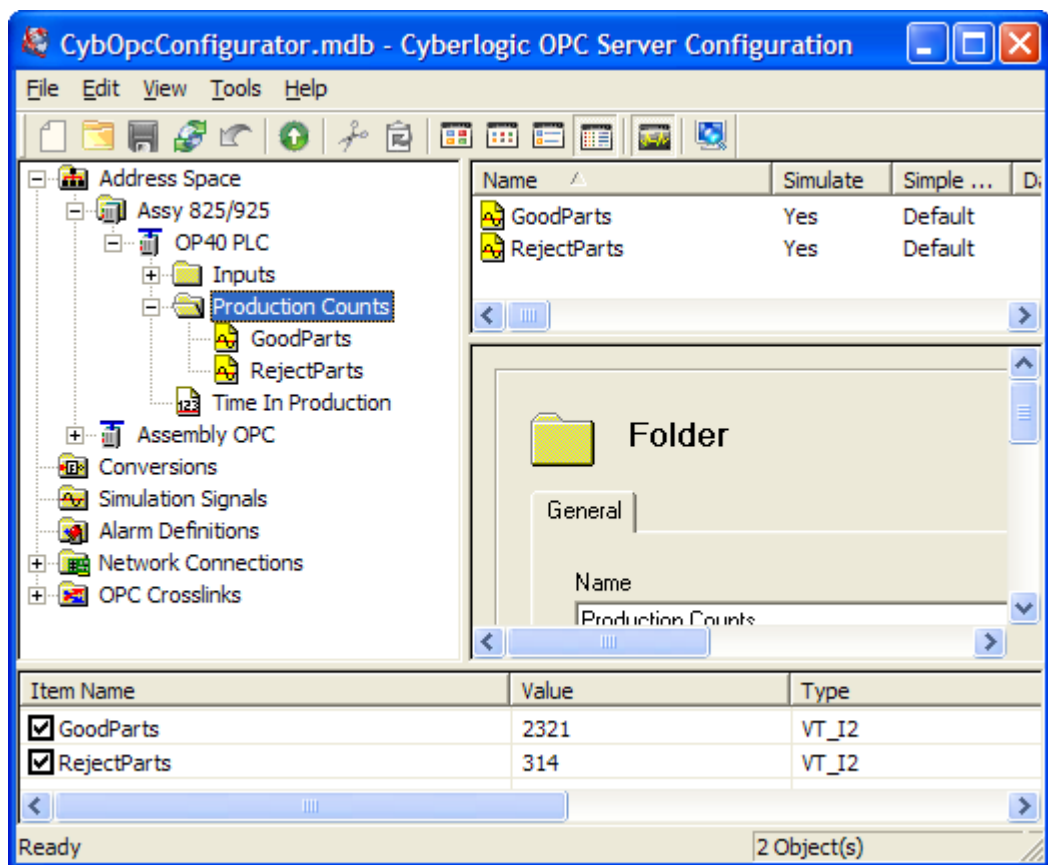 CybOpcConfigurator.mdb - Cyberlogic OPC Server Configuration
File Edit View Tools Help
Address Space
Assy 825/925
OP40 PLC
Inputs
Production Counts
GoodParts
RejectParts
Time In Production
Assembly OPC
Conversions
Simulation Signals
Alarm Definitions
Network Connections
OPC Crosslinks
Name Simulate Simple ...
GoodParts Yes Default
RejectParts Yes Default
Folder
General
Name
Production Counts
Item Name Value Type
GoodParts 2321 VT_I2
RejectParts 314 VT_I2
Ready 2 Object(s)